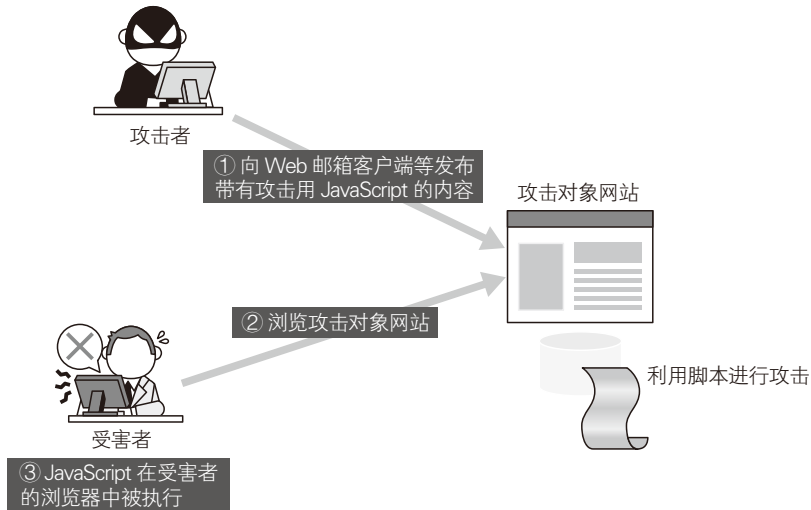 攻击者
① 向 Web 邮箱客户端等发布
带有攻击用 JavaScript 的内容
攻击对象网站
② 浏览攻击对象网站
利用脚本进行攻击
受害者
③ JavaScript 在受害者
的浏览器中被执行